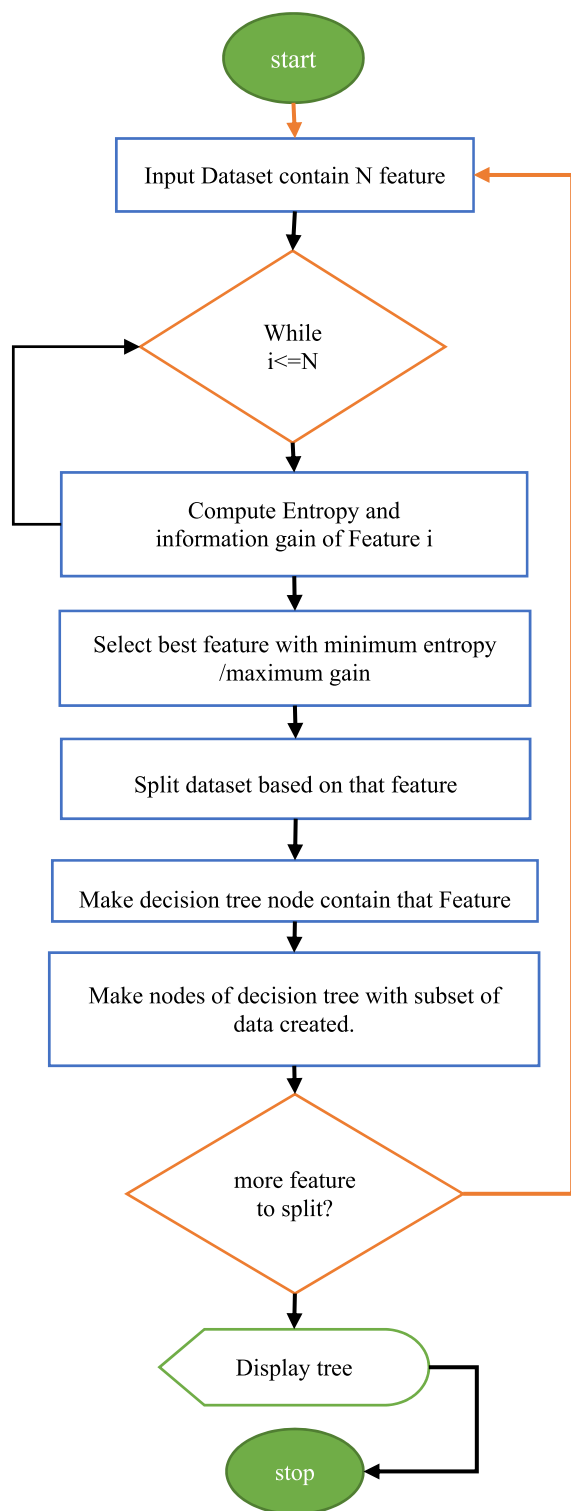 start
Input Dataset contain N feature
While
i<=N
Compute Entropy and
information gain of Feature i
Select best feature with minimum entropy
/maximum gain
Split dataset based on that feature
Make decision tree node contain that Feature
Make nodes of decision tree with subset of
data created.
more feature
to split?
Display tree
stop